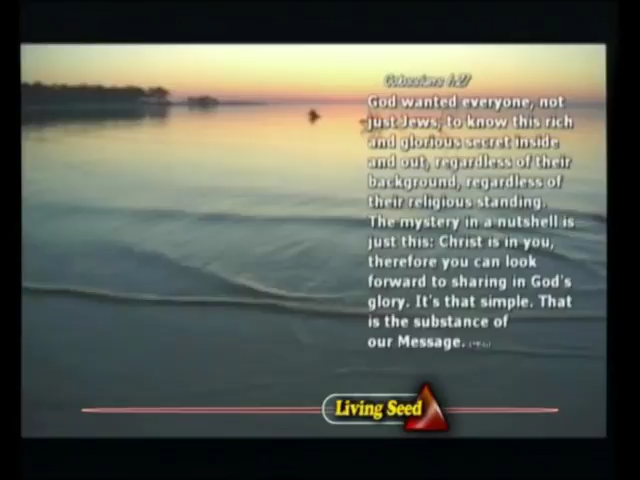 Colossians 1:27
God wanted everyone, not
just Jews, to know this rich
and glorious secret inside
and out, regardless of their
background, regardless of
their religious standing.
The mystery in a nutshell is
just this: Christ is in you,
therefore you can look
forward to sharing in God's
glory. It's that simple. That
is the substance of
our Message.
Living Seed